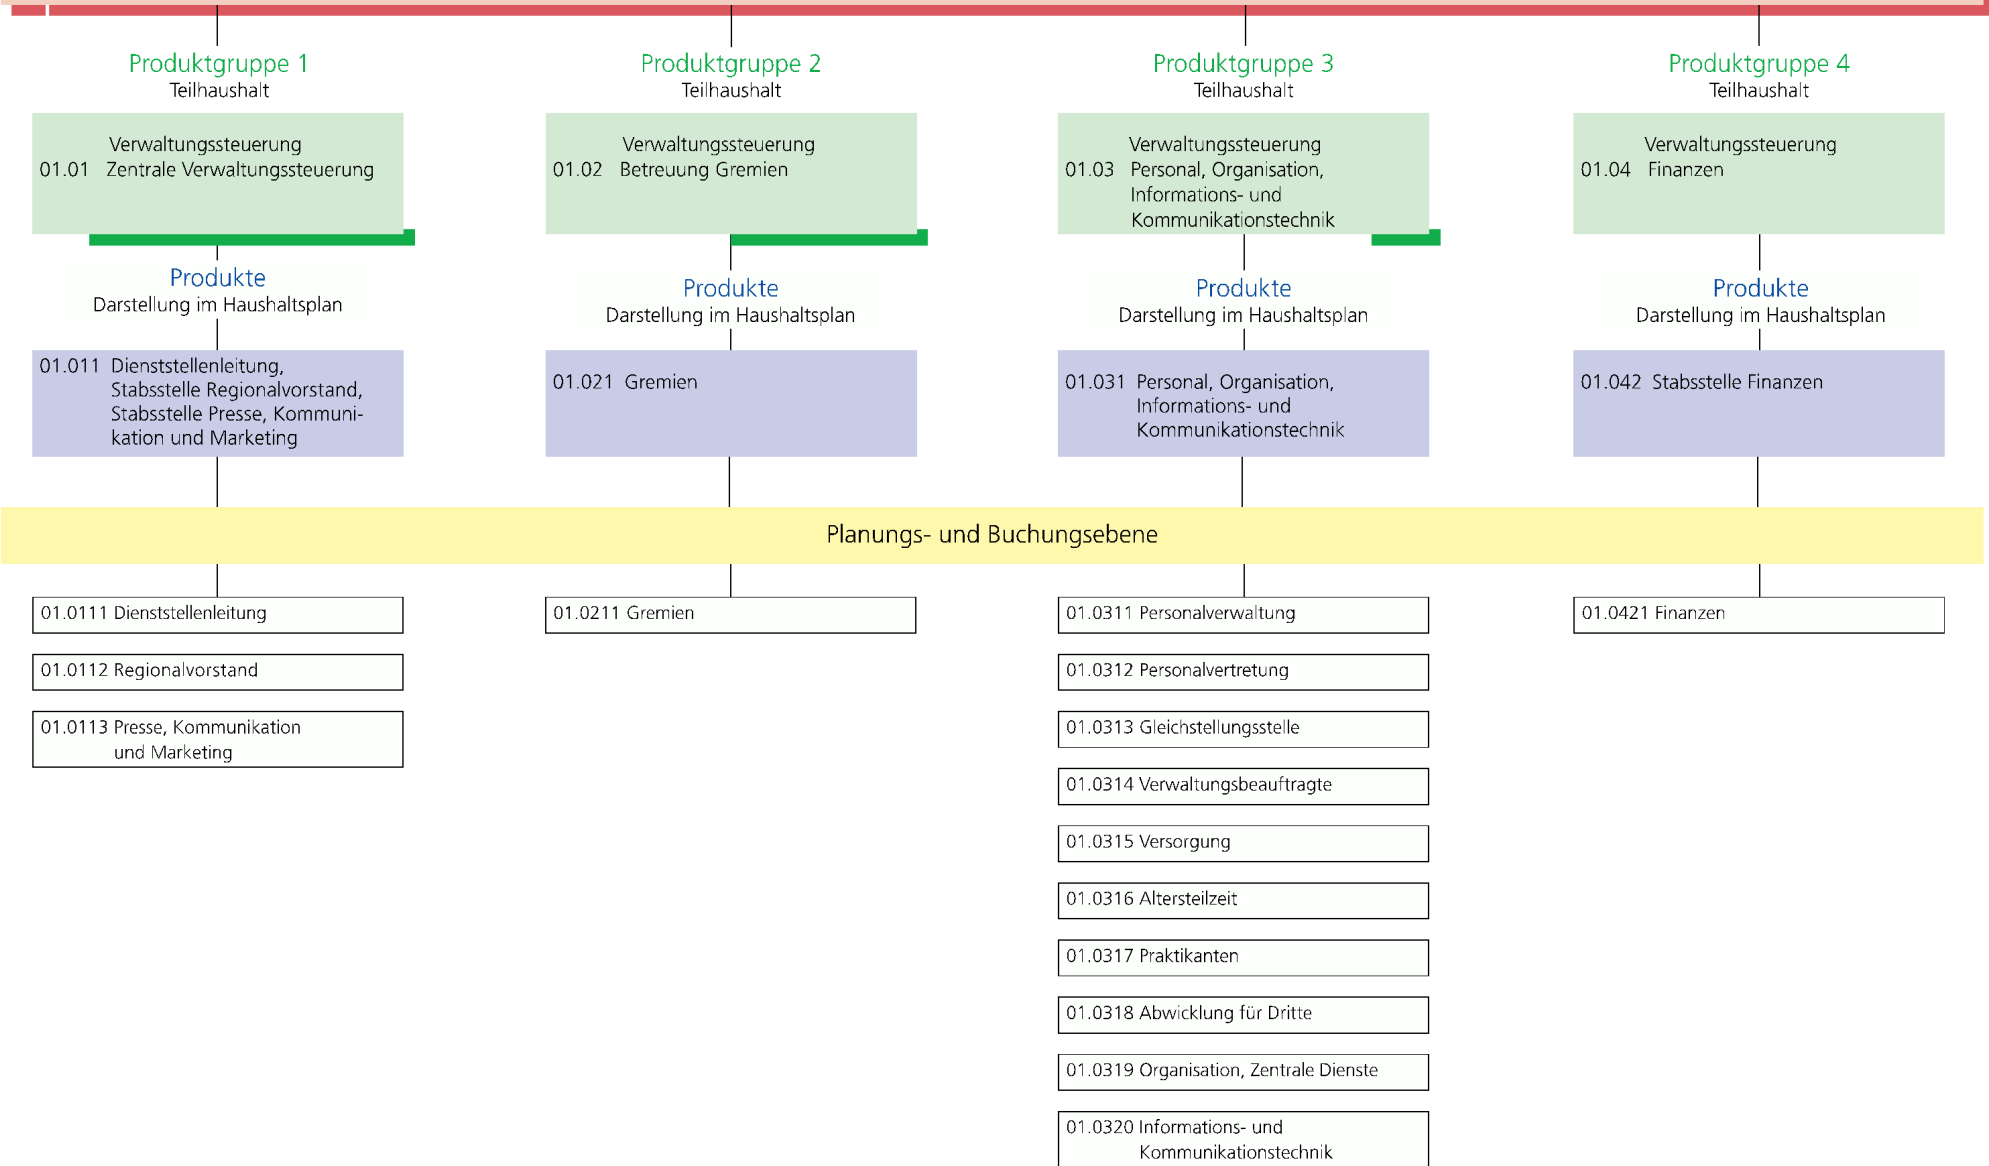 Produktgruppe 1
Teilhaushalt
Verwaltungssteuerung
01.01 Zentrale Verwaltungssteuerung
Produkte
Darstellung im Haushaltsplan
01.011 Dienststellenleitung,
Stabsstelle Regionalvorstand,
Stabsstelle Presse, Kommuni-
kation und Marketing
Produktgruppe 2
Teilhaushalt
Verwaltungssteuerung
01.02 Betreuung Gremien
Produkte
Darstellung im Haushaltsplan
01.021 Gremien
Produktgruppe 3
Teilhaushalt
Verwaltungssteuerung
01.03 Personal, Organisation,
Informations- und
Kommunikationstechnik
Produkte
Darstellung im Haushaltsplan
01.031 Personal, Organisation,
Informations- und
Kommunikationstechnik
Produktgruppe 4
Teilhaushalt
Verwaltungssteuerung
01.04 Finanzen
Produkte
Darstellung im Haushaltsplan
01.042 Stabsstelle Finanzen
Planungs- und Buchungsebene
01.0111 Dienststellenleitung
01.0112 Regionalvorstand
01.0113 Presse, Kommunikation
und Marketing
01.0211 Gremien
01.0311 Personalverwaltung
01.0312 Personalvertretung
01.0313 Gleichstellungsstelle
01.0314 Verwaltungsbeauftragte
01.0315 Versorgung
01.0316 Altersteilzeit
01.0317 Praktikanten
01.0318 Abwicklung für Dritte
01.0319 Organisation, Zentrale Dienste
01.0320 Informations- und
Kommunikationstechnik
01.0421 Finanzen